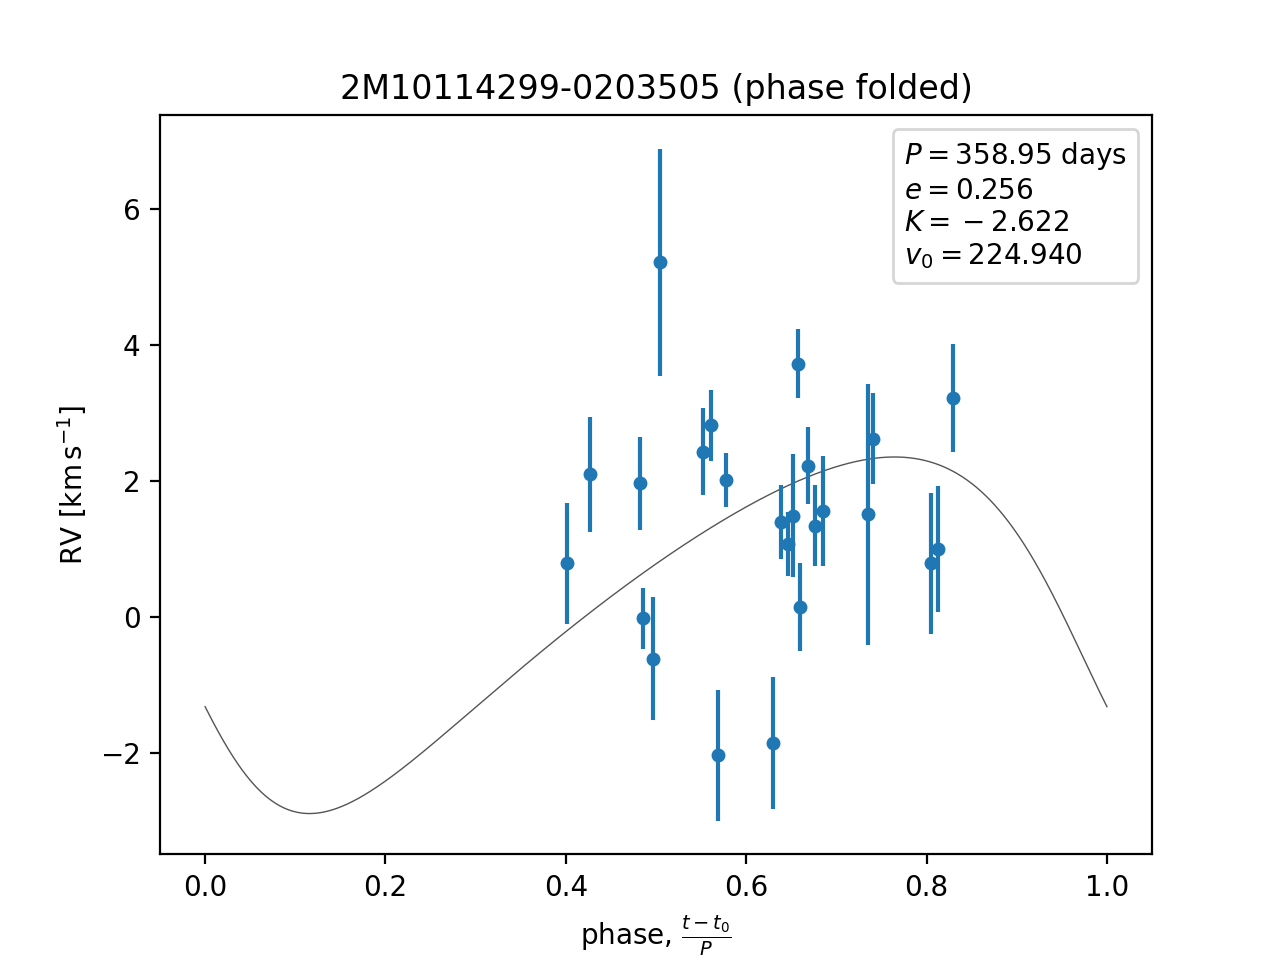 2M10114299-0203505 (phase folded)
P = 358.95 days
e = 0.256
K = −2.622
v₀ = 224.940
RV [km s⁻¹]
6
4
2
0
−2
0.0 0.2 0.4 0.6 0.8 1.0
phase, (t − t₀)/P